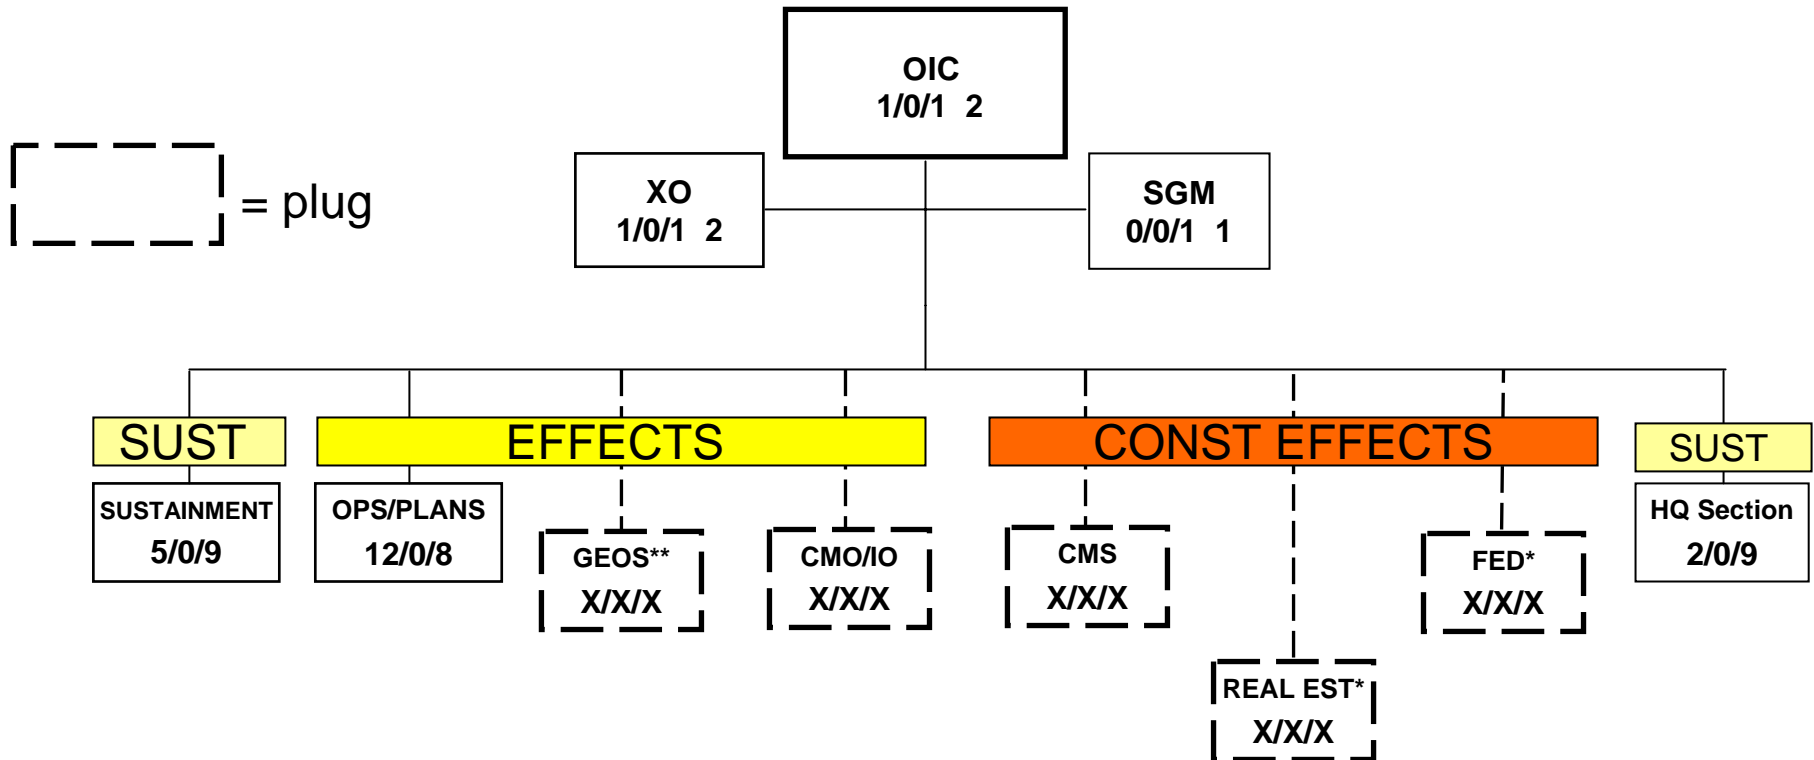 OIC
1/0/1 2
= plug
XO
1/0/1 2
SGM
0/0/1 1
SUST
EFFECTS
CONST EFFECTS
SUST
SUSTAINMENT
5/0/9
OPS/PLANS
12/0/8
GEOS**
X/X/X
CMO/IO
X/X/X
CMS
X/X/X
REAL EST*
X/X/X
FED*
X/X/X
HQ Section
2/0/9